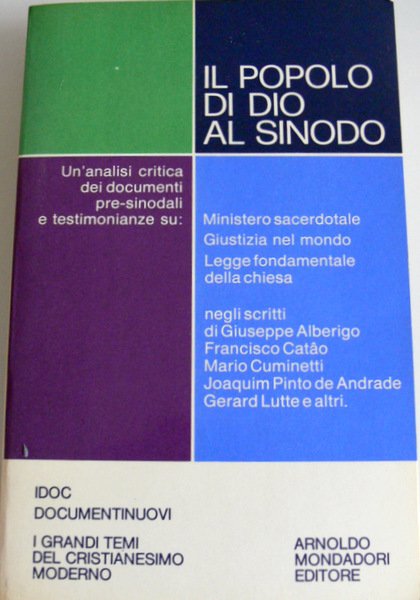 IL POPOLO
DI DIO
AL SINODO
Un'analisi critica
dei documenti
pre-sinodali
e testimonianze su:
Ministero sacerdotale
Giustizia nel mondo
Legge fondamentale
della chiesa
negli scritti
di Giuseppe Alberigo
Francisco Catâo
Mario Cuminetti
Joaquim Pinto de Andrade
Gerard Lutte e altri.
IDOC
DOCUMENTINUOVI
I GRANDI TEMI
DEL CRISTIANESIMO
MODERNO
ARNOLDO
MONDADORI
EDITORE